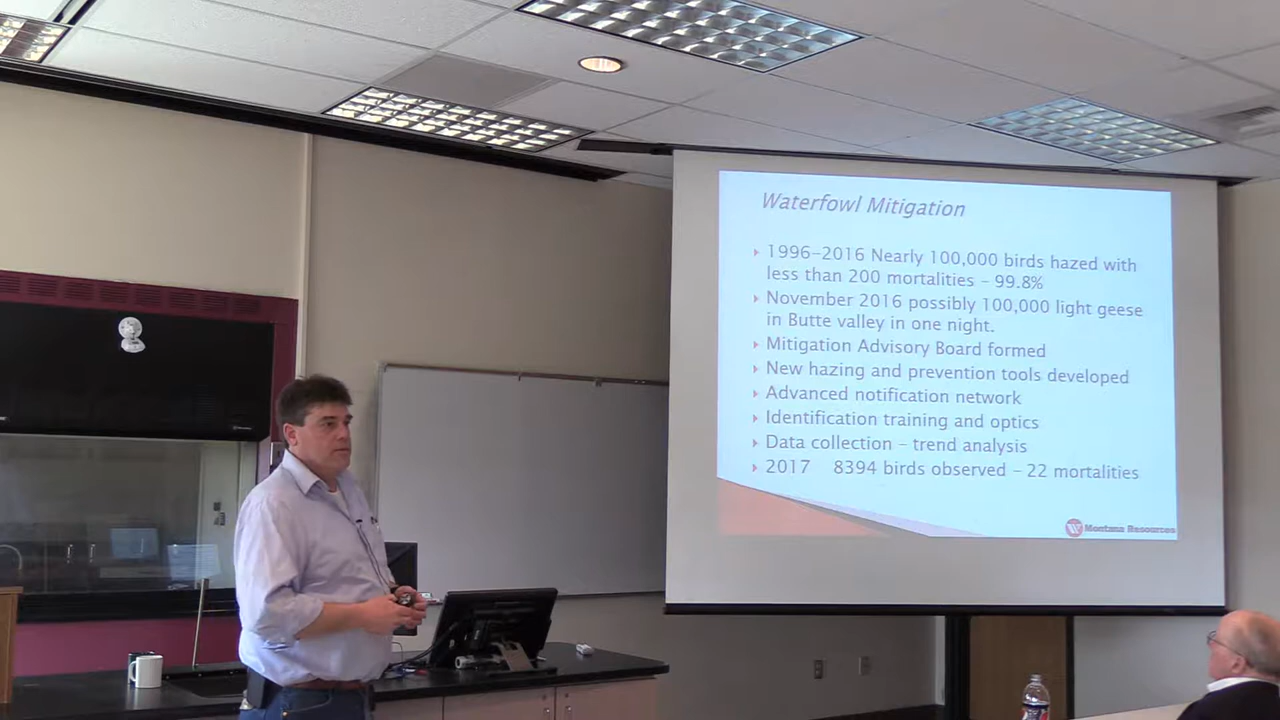 Waterfowl Mitigation
1996–2016 Nearly 100,000 birds hazed with
less than 200 mortalities – 99.8%
November 2016 possibly 100,000 light geese
in Butte valley in one night.
Mitigation Advisory Board formed
New hazing and prevention tools developed
Advanced notification network
Identification training and optics
Data collection – trend analysis
2017 8394 birds observed – 22 mortalities
Montana Resources